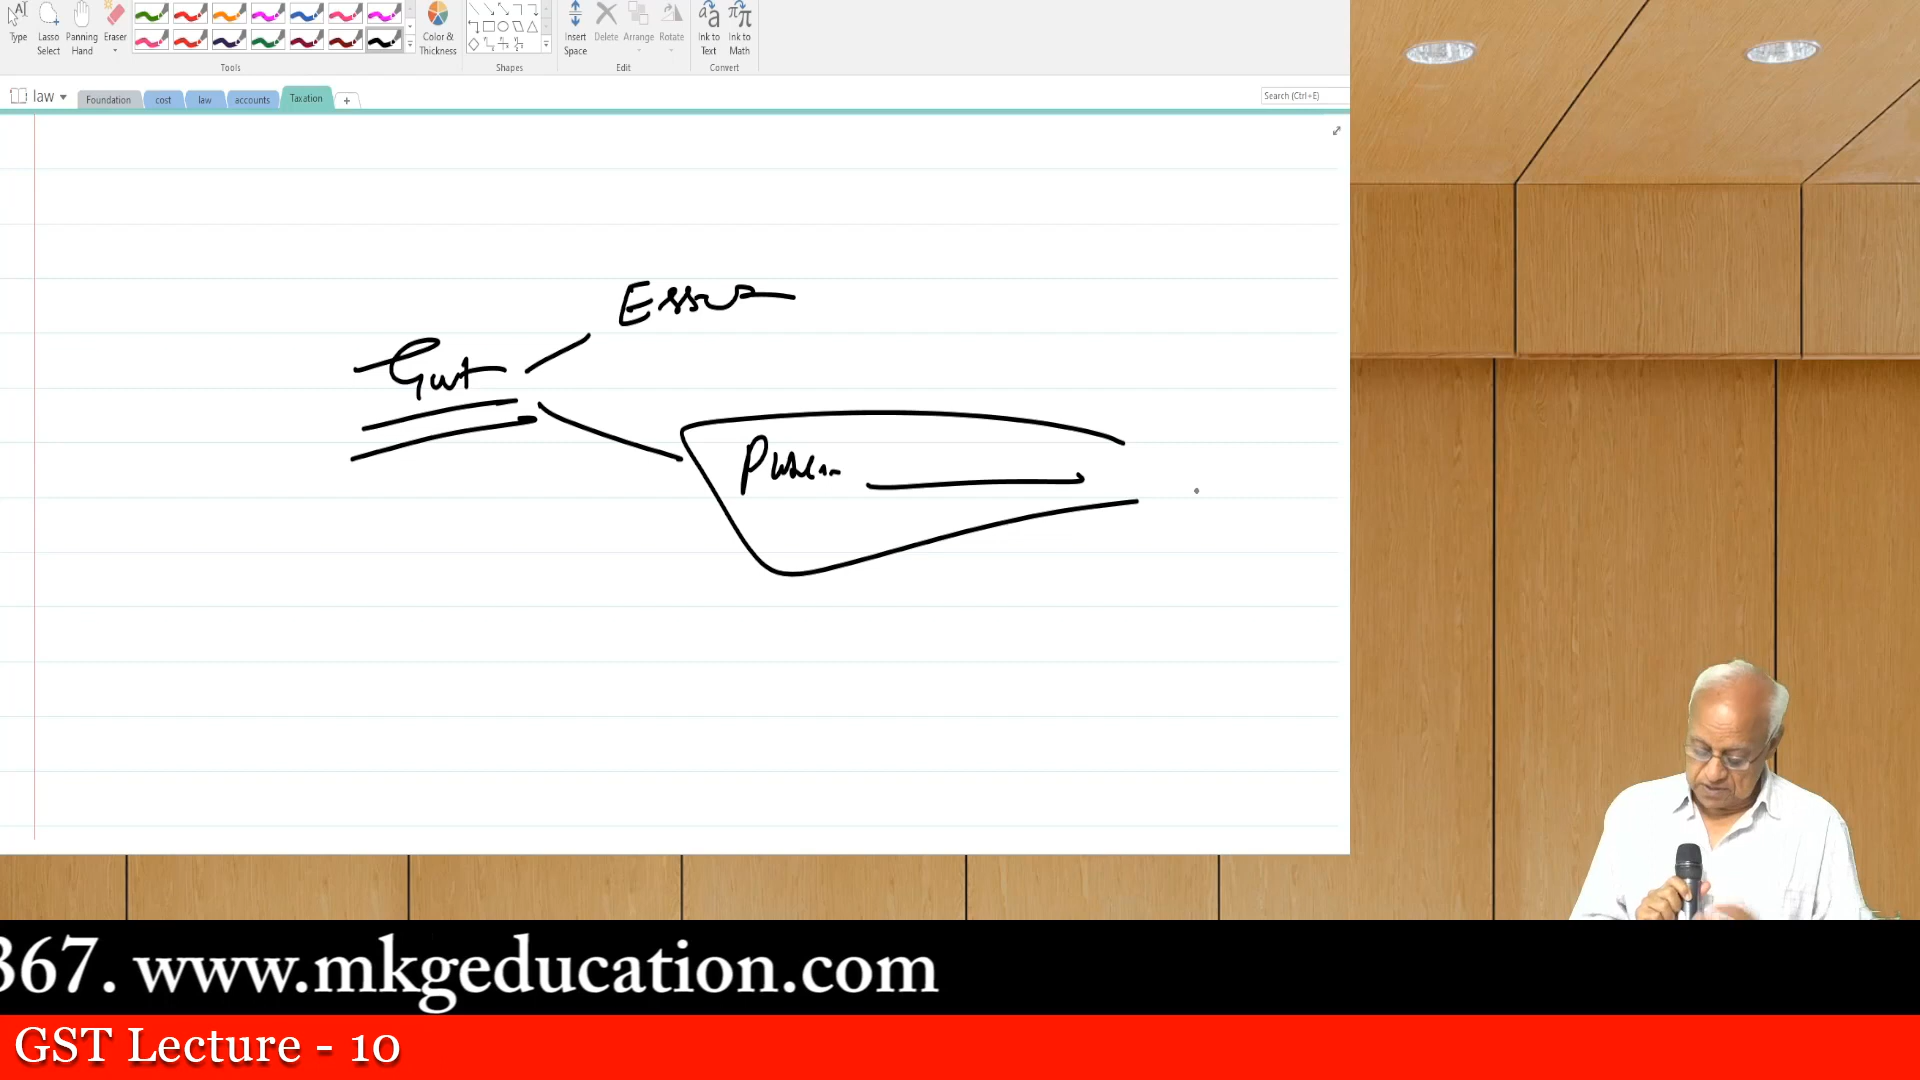 Type
Lasso Select
Panning Hand
Eraser
Color & Thickness
Insert Space
Delete
Arrange
Rotate
Ink to Text
Ink to Math
Tools
Shapes
Edit
Convert
law
Foundation
cost
law
accounts
Taxation
Search (Ctrl+E)
Govt
367. www.mkgeducation.com
GST Lecture - 10